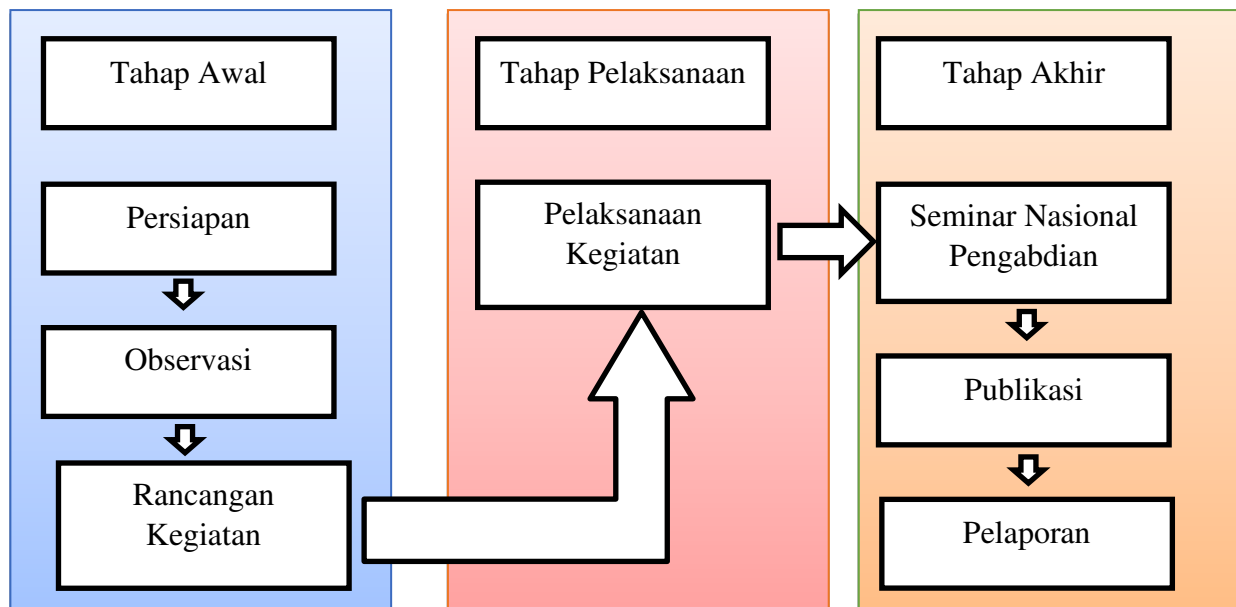 Tahap Awal
Persiapan
Observasi
Rancangan
Kegiatan
Tahap Pelaksanaan
Pelaksanaan
Kegiatan
Tahap Akhir
Seminar Nasional
Pengabdian
Publikasi
Pelaporan